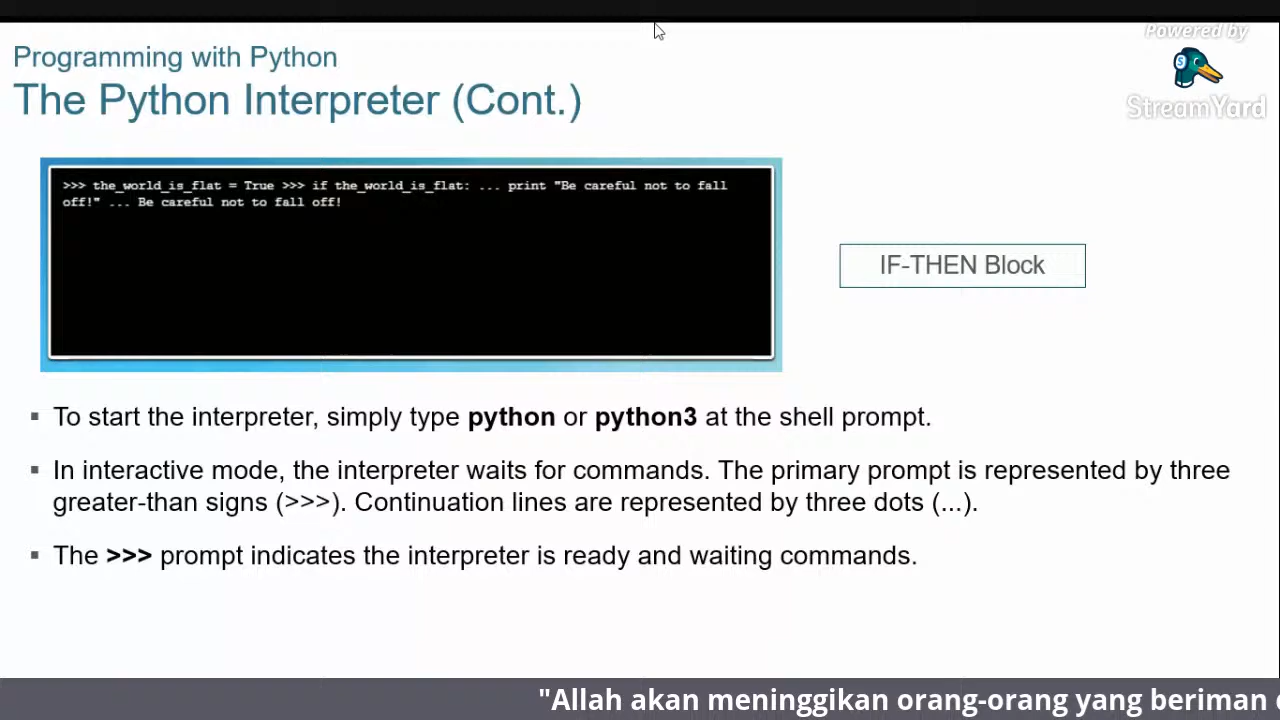 Powered by
StreamYard
Programming with Python
The Python Interpreter (Cont.)
>>> the_world_is_flat = True >>> if the_world_is_flat: ... print "Be careful not to fall
off!" ... Be careful not to fall off!
IF-THEN Block
▪ To start the interpreter, simply type python or python3 at the shell prompt.
▪ In interactive mode, the interpreter waits for commands. The primary prompt is represented by three
greater-than signs (>>>). Continuation lines are represented by three dots (...).
▪ The >>> prompt indicates the interpreter is ready and waiting commands.
"Allah akan meninggikan orang-orang yang beriman